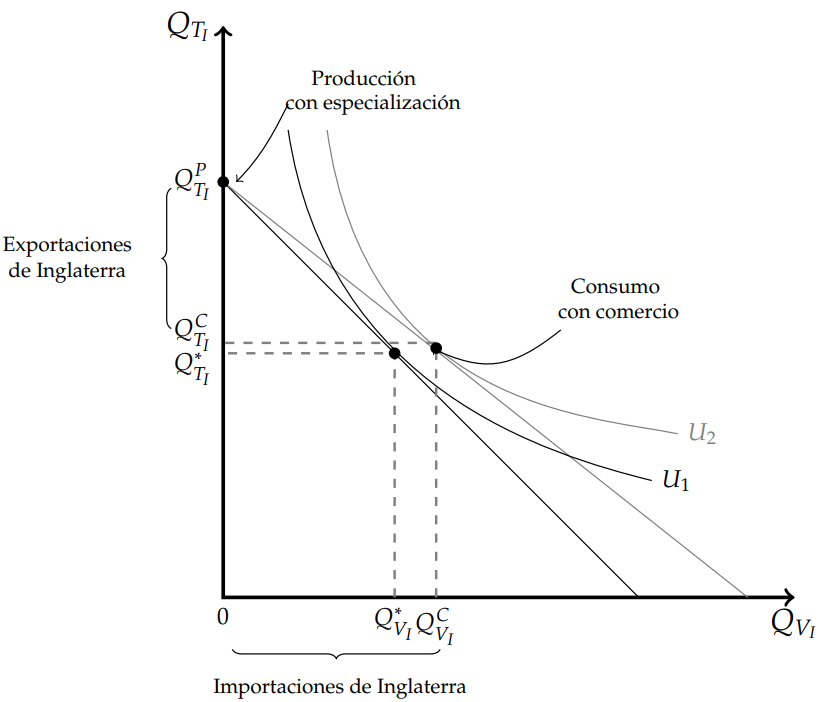 Q_{T_I}
Producción
con especialización
Q^P_{T_I}
Exportaciones
de Inglaterra
Consumo
con comercio
Q^C_{T_I}
Q^*_{T_I}
U_2
U_1
0
Q^*_{V_I} Q^C_{V_I}
Q_{V_I}
Importaciones de Inglaterra